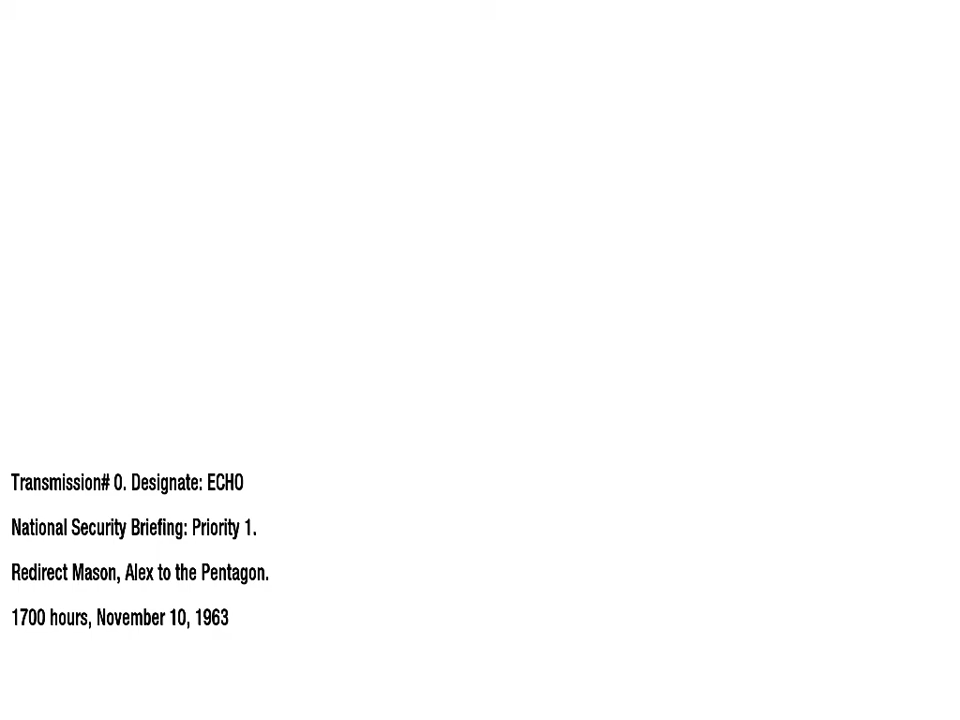 Transmission# 0. Designate: ECHO
National Security Briefing: Priority 1.
Redirect Mason, Alex to the Pentagon.
1700 hours, November 10, 1963